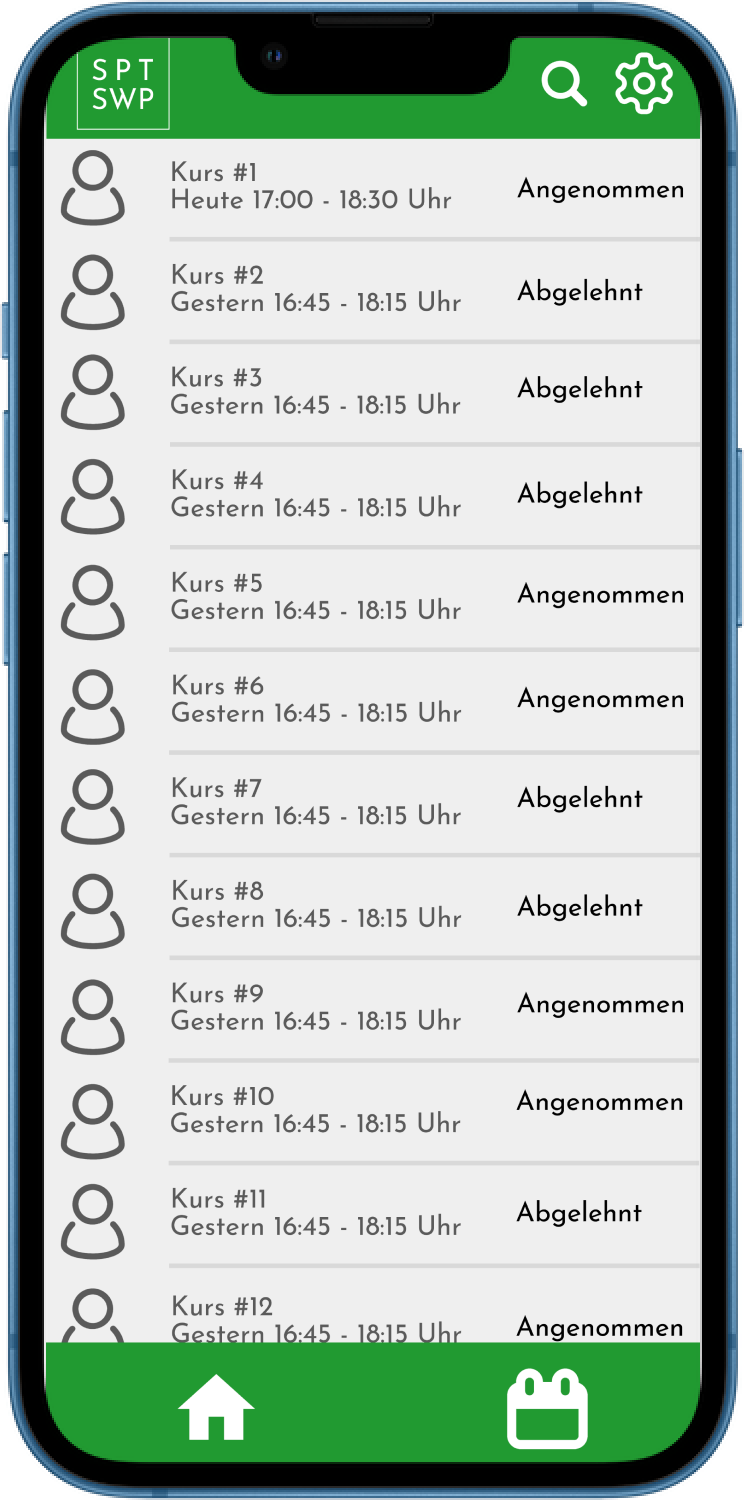 SPT
SWP
Kurs #1
Heute 17:00 - 18:30 Uhr
Angenommen
Kurs #2
Gestern 16:45 - 18:15 Uhr
Abgelehnt
Kurs #3
Gestern 16:45 - 18:15 Uhr
Abgelehnt
Kurs #4
Gestern 16:45 - 18:15 Uhr
Abgelehnt
Kurs #5
Gestern 16:45 - 18:15 Uhr
Angenommen
Kurs #6
Gestern 16:45 - 18:15 Uhr
Angenommen
Kurs #7
Gestern 16:45 - 18:15 Uhr
Abgelehnt
Kurs #8
Gestern 16:45 - 18:15 Uhr
Abgelehnt
Kurs #9
Gestern 16:45 - 18:15 Uhr
Angenommen
Kurs #10
Gestern 16:45 - 18:15 Uhr
Angenommen
Kurs #11
Gestern 16:45 - 18:15 Uhr
Abgelehnt
Kurs #12
Gestern 16:45 - 18:15 Uhr
Angenommen